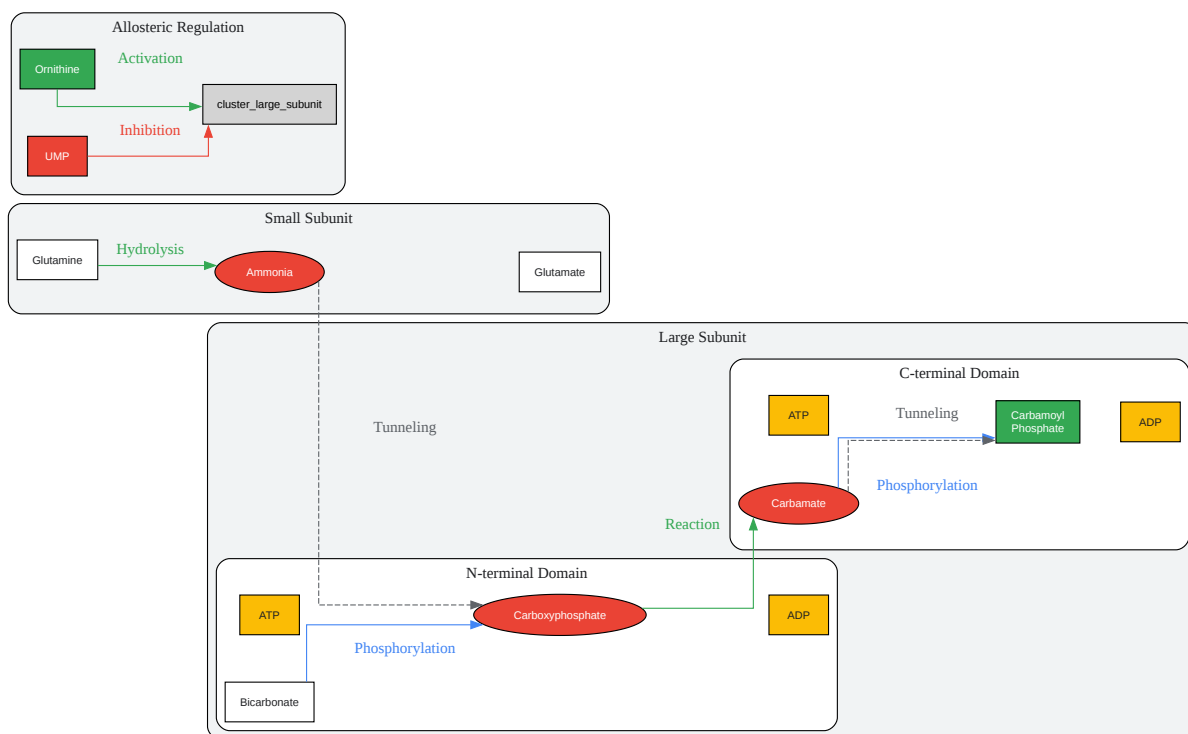 Allosteric Regulation
Ornithine
Activation
cluster_large_subunit
Inhibition
UMP
Small Subunit
Glutamine
Hydrolysis
Ammonia
Glutamate
Large Subunit
Tunneling
C-terminal Domain
ATP
Tunneling
Carbamoyl
Phosphate
ADP
Carbamate
Phosphorylation
Reaction
N-terminal Domain
ATP
Carboxyphosphate
ADP
Phosphorylation
Bicarbonate